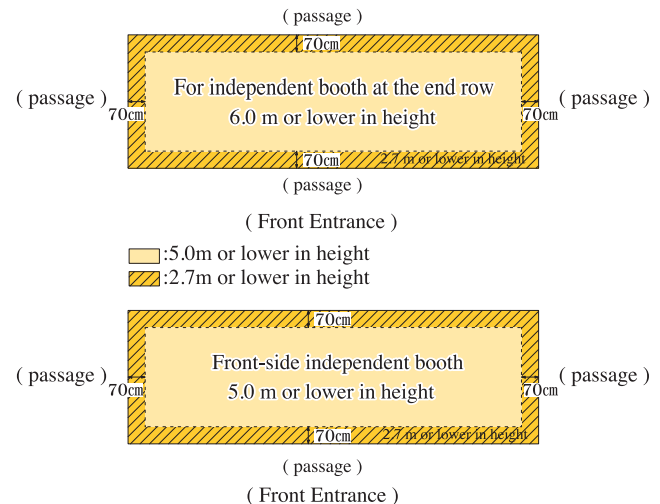 ( passage )
70cm
For independent booth at the end row
( passage )
( passage )
6.0 m or lower in height
70cm
70cm
70cm
2.7 m or lower in height
( passage )
( Front Entrance )
:5.0m or lower in height
:2.7m or lower in height
70cm
Front-side independent booth
( passage )
( passage )
70cm
5.0 m or lower in height
70cm
70cm
2.7 m or lower in height
( passage )
( Front Entrance )